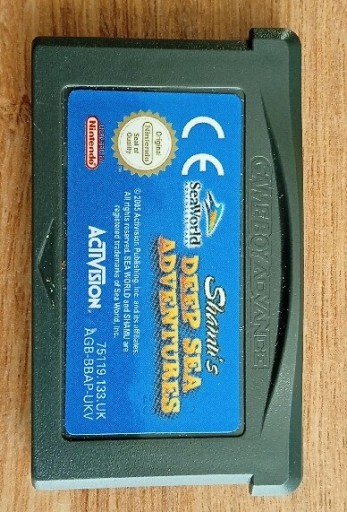 GAME BOY ADVANCE
CE
SeaWorld
Shamu's
DEEP SEA
ADVENTURES
Original
Nintendo
Seal of
Quality
© 2005 Activision Publishing, Inc. and its affiliates.
All rights reserved. SEA WORLD and SHAMU are
registered trademarks of Sea World, Inc.
Nintendo
ACTIVISION
75119.133.UK
AGB-BBAP-UKV